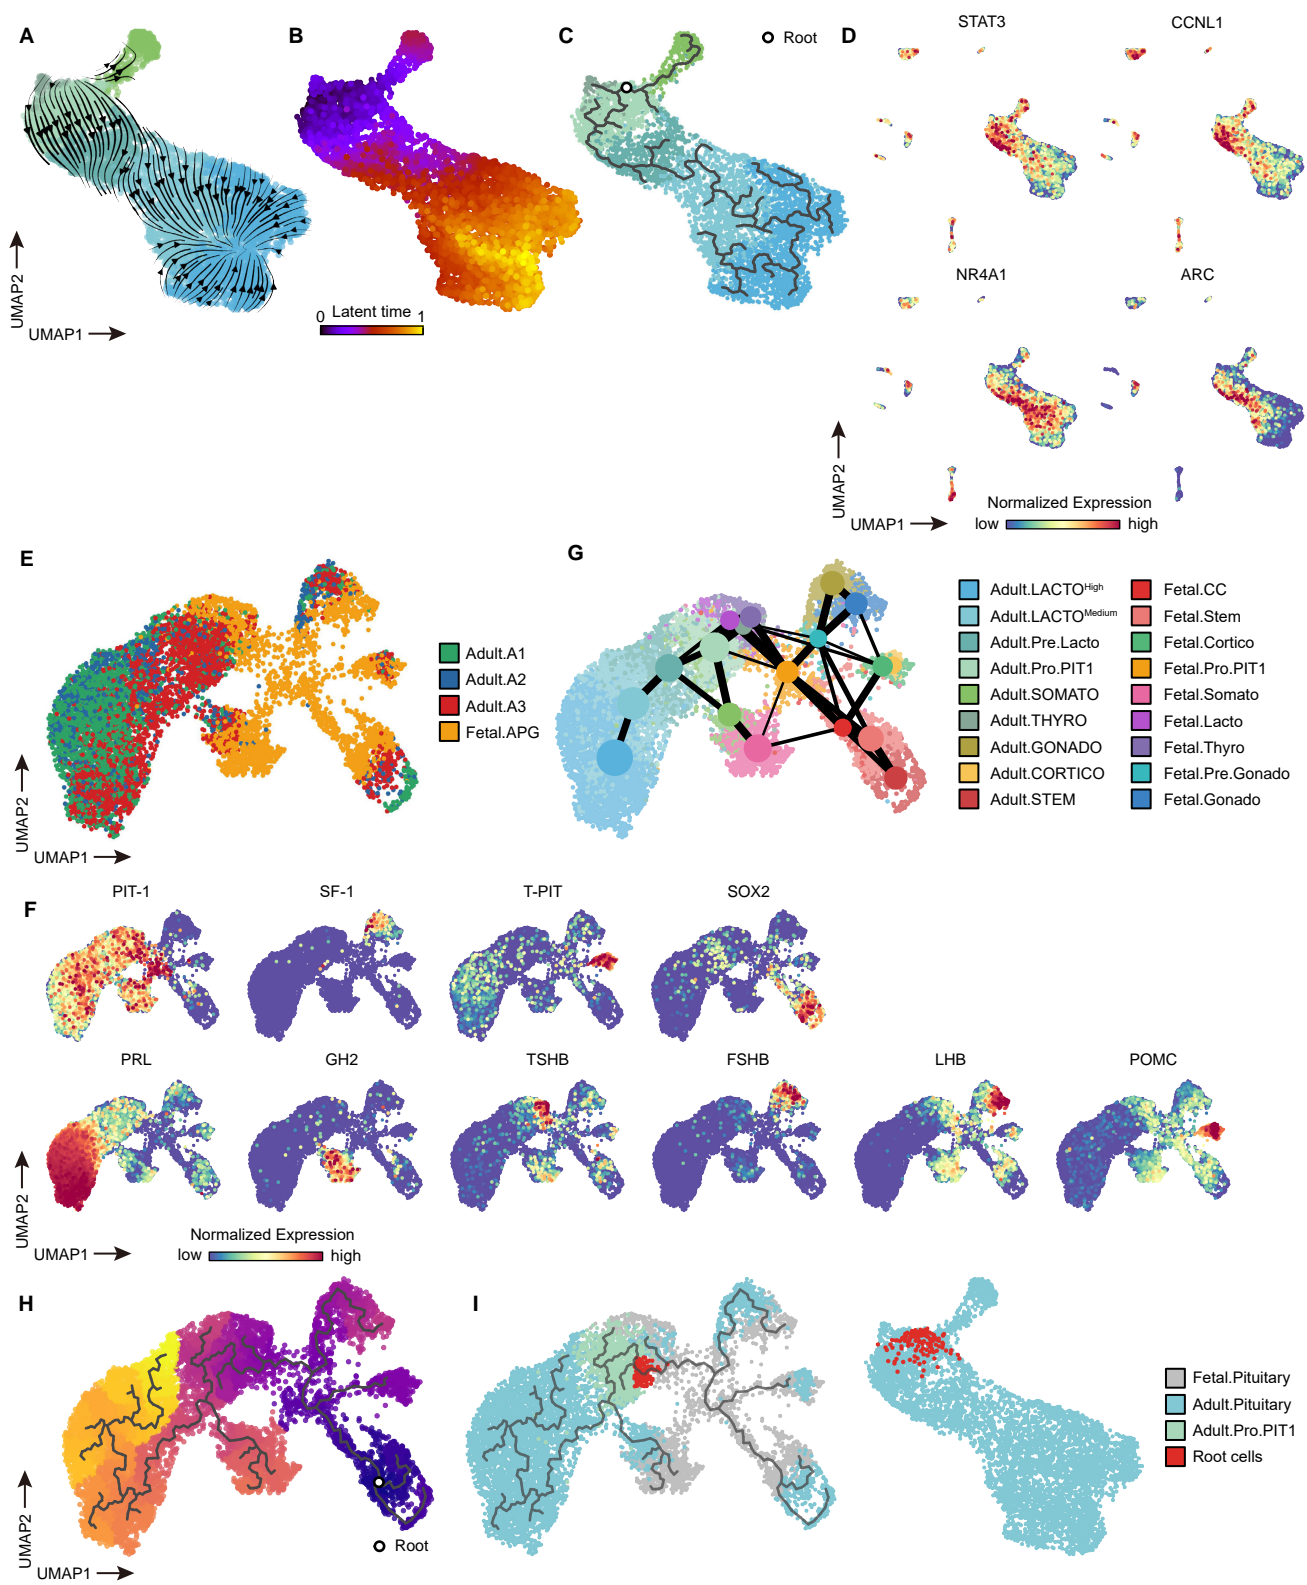 A
B
C
Root
D
STAT3
CCNL1
UMAP2
UMAP1
0 Latent time 1
NR4A1
ARC
UMAP2
UMAP1
Normalized Expression
low high
E
Adult.A1
Adult.A2
Adult.A3
Fetal.APG
UMAP2
UMAP1
G
Adult.LACTOHigh
Adult.LACTOMedium
Adult.Pre.Lacto
Adult.Pro.PIT1
Adult.SOMATO
Adult.THYRO
Adult.GONADO
Adult.CORTICO
Adult.STEM
Fetal.CC
Fetal.Stem
Fetal.Cortico
Fetal.Pro.PIT1
Fetal.Somato
Fetal.Lacto
Fetal.Thyro
Fetal.Pre.Gonado
Fetal.Gonado
F
PIT-1
SF-1
T-PIT
SOX2
PRL
GH2
TSHB
FSHB
LHB
POMC
UMAP2
UMAP1
Normalized Expression
low high
H
Root
UMAP2
UMAP1
I
Fetal.Pituitary
Adult.Pituitary
Adult.Pro.PIT1
Root cells